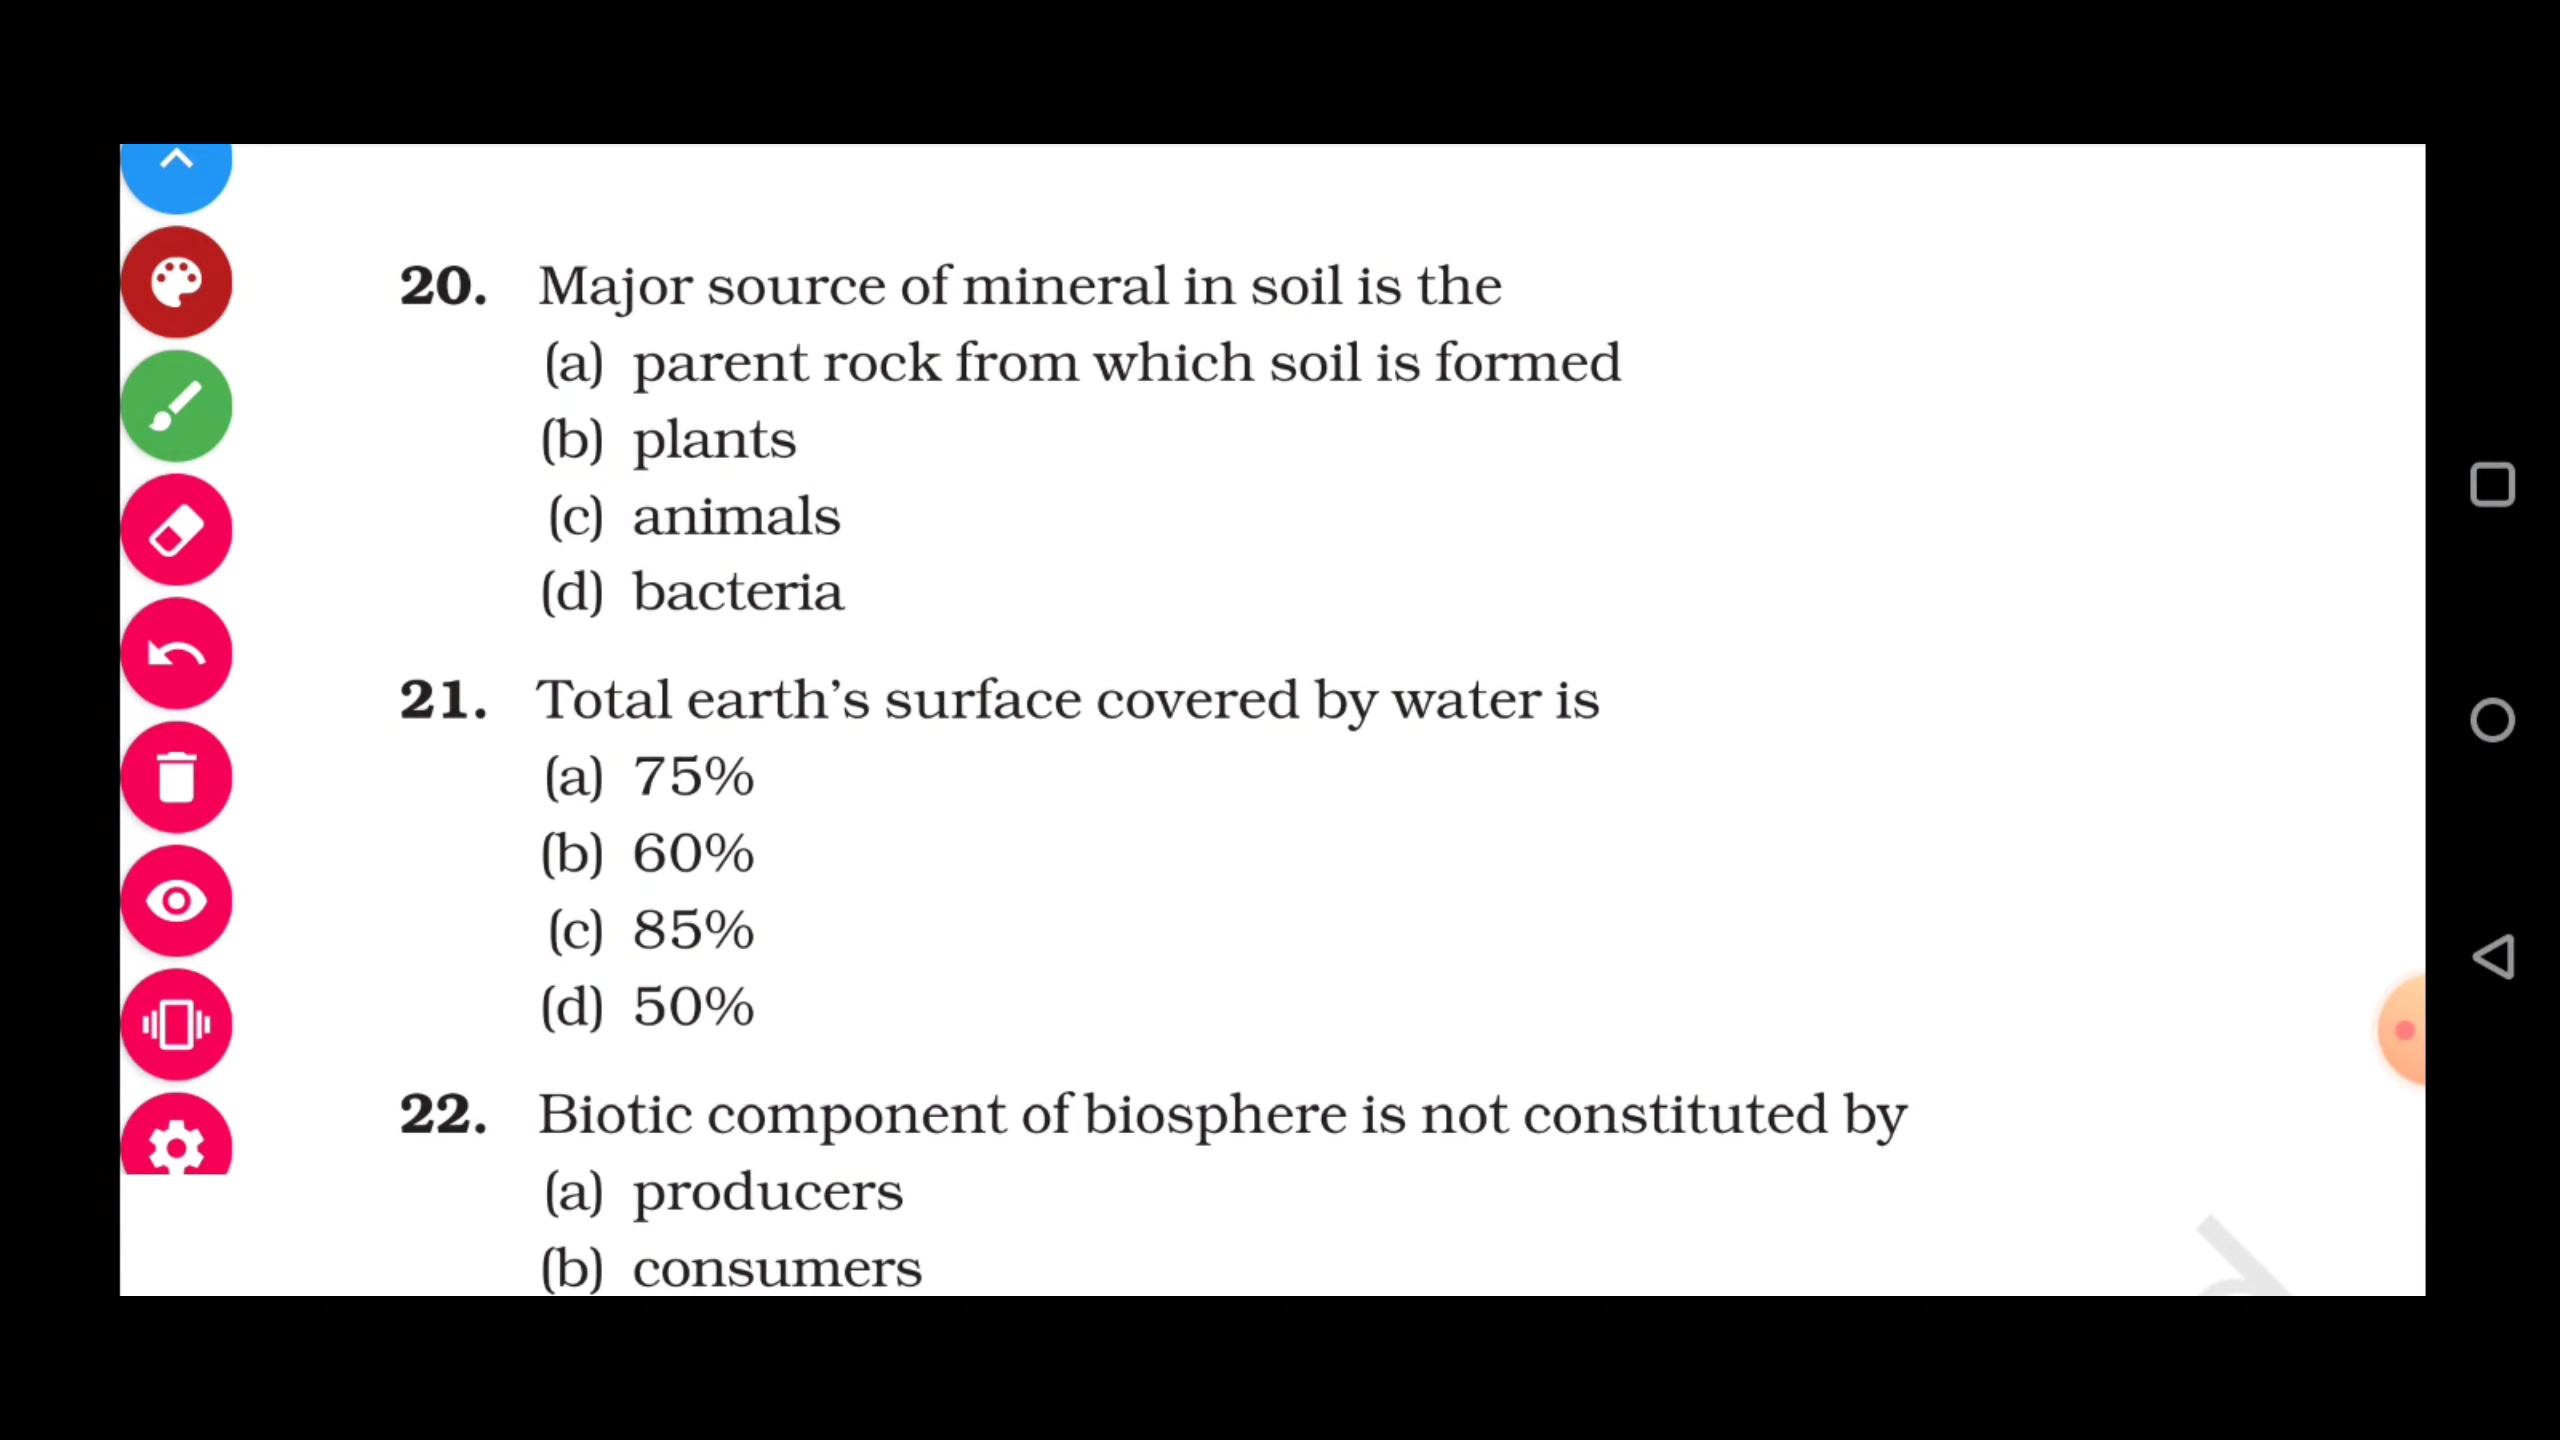 20. Major source of mineral in soil is the
(a) parent rock from which soil is formed
(b) plants
(c) animals
(d) bacteria
21. Total earth’s surface covered by water is
(a) 75%
(b) 60%
(c) 85%
(d) 50%
22. Biotic component of biosphere is not constituted by
(a) producers
(b) consumers